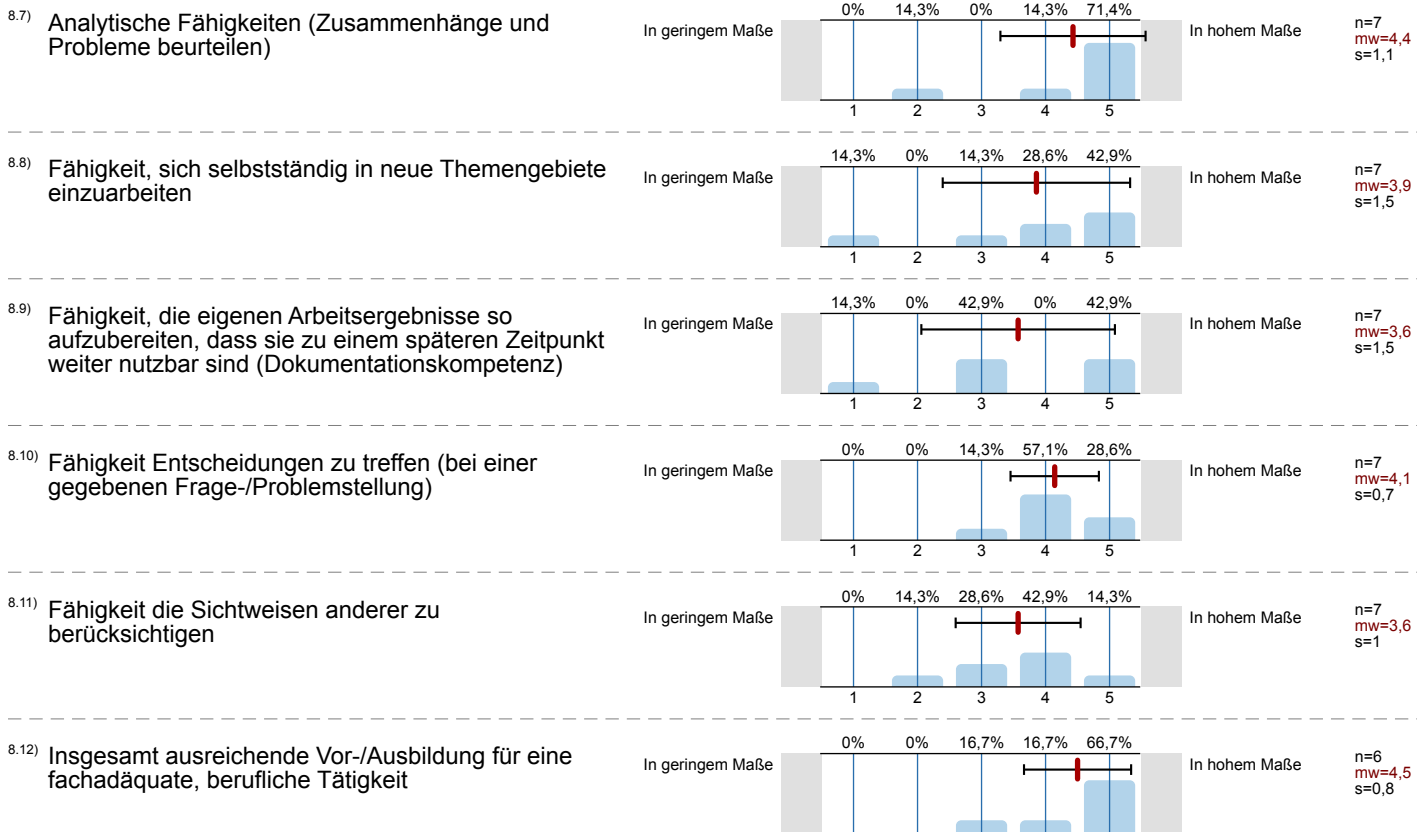 8.7) Analytische Fähigkeiten (Zusammenhänge und
Probleme beurteilen)
In geringem Maße
0% 14,3% 0% 14,3% 71,4%
1 2 3 4 5
In hohem Maße
n=7
mw=4,4
s=1,1
8.8) Fähigkeit, sich selbstständig in neue Themengebiete
einzuarbeiten
In geringem Maße
14,3% 0% 14,3% 28,6% 42,9%
1 2 3 4 5
In hohem Maße
n=7
mw=3,9
s=1,5
8.9) Fähigkeit, die eigenen Arbeitsergebnisse so
aufzubereiten, dass sie zu einem späteren Zeitpunkt
weiter nutzbar sind (Dokumentationskompetenz)
In geringem Maße
14,3% 0% 42,9% 0% 42,9%
1 2 3 4 5
In hohem Maße
n=7
mw=3,6
s=1,5
8.10) Fähigkeit Entscheidungen zu treffen (bei einer
gegebenen Frage-/Problemstellung)
In geringem Maße
0% 0% 14,3% 57,1% 28,6%
1 2 3 4 5
In hohem Maße
n=7
mw=4,1
s=0,7
8.11) Fähigkeit die Sichtweisen anderer zu
berücksichtigen
In geringem Maße
0% 14,3% 28,6% 42,9% 14,3%
1 2 3 4 5
In hohem Maße
n=7
mw=3,6
s=1
8.12) Insgesamt ausreichende Vor-/Ausbildung für eine
fachadäquate, berufliche Tätigkeit
In geringem Maße
0% 0% 16,7% 16,7% 66,7%
In hohem Maße
n=6
mw=4,5
s=0,8